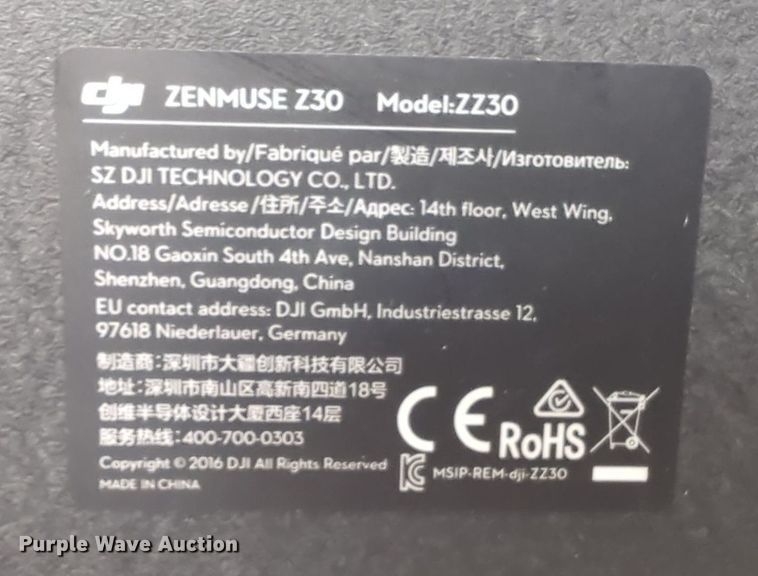 dji ZENMUSE Z30 Model:ZZ30
Manufactured by/Fabriqué par/製造/제조사/Изготовитель:
SZ DJI TECHNOLOGY CO., LTD.
Address/Adresse/住所/주소/Адрес: 14th floor, West Wing,
Skyworth Semiconductor Design Building
NO.18 Gaoxin South 4th Ave, Nanshan District,
Shenzhen, Guangdong, China
EU contact address: DJI GmbH, Industriestrasse 12,
97618 Niederlauer, Germany
制造商:深圳市大疆创新科技有限公司
地址:深圳市南山区高新南四道18号
创维半导体设计大厦西座14层
服务热线:400-700-0303
CE RoHS
Copyright © 2016 DJI All Rights Reserved
MSIP-REM-dji-ZZ30
MADE IN CHINA
Purple Wave Auction